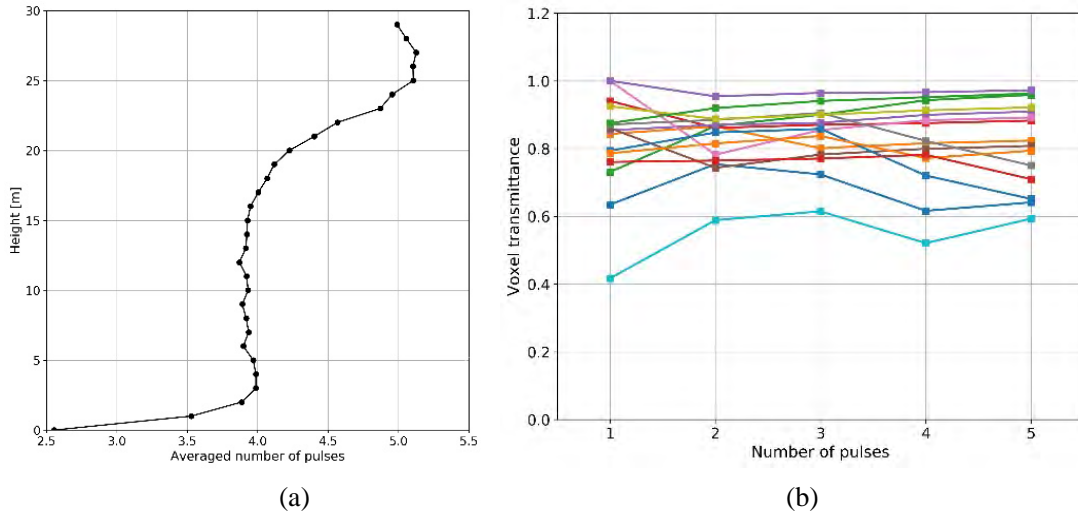 30
25
20
15
10
5
0
Height [m]
2.5 3.0 3.5 4.0 4.5 5.0 5.5
Averaged number of pulses
(a)
1.2
1.0
0.8
0.6
0.4
0.2
0.0
Voxel transmittance
1 2 3 4 5
Number of pulses
(b)